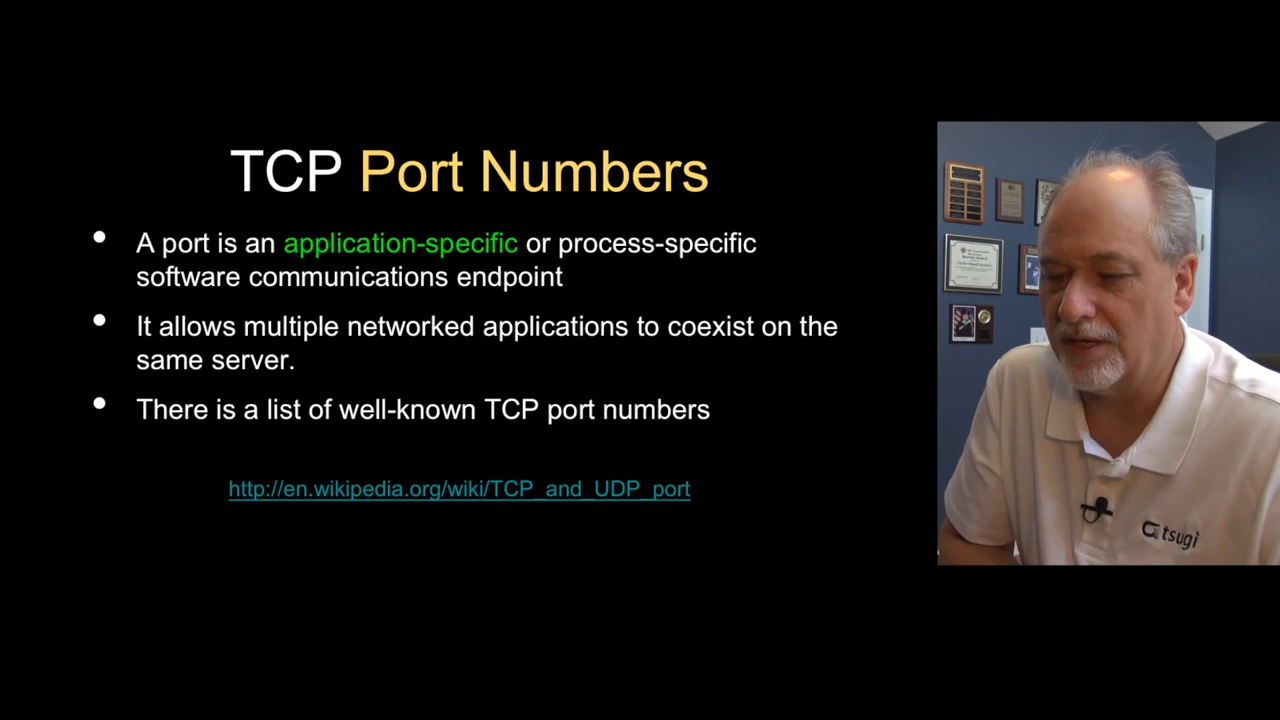 TCP Port Numbers
• A port is an application-specific or process-specific
software communications endpoint
• It allows multiple networked applications to coexist on the
same server.
• There is a list of well-known TCP port numbers
http://en.wikipedia.org/wiki/TCP_and_UDP_port
tsugi